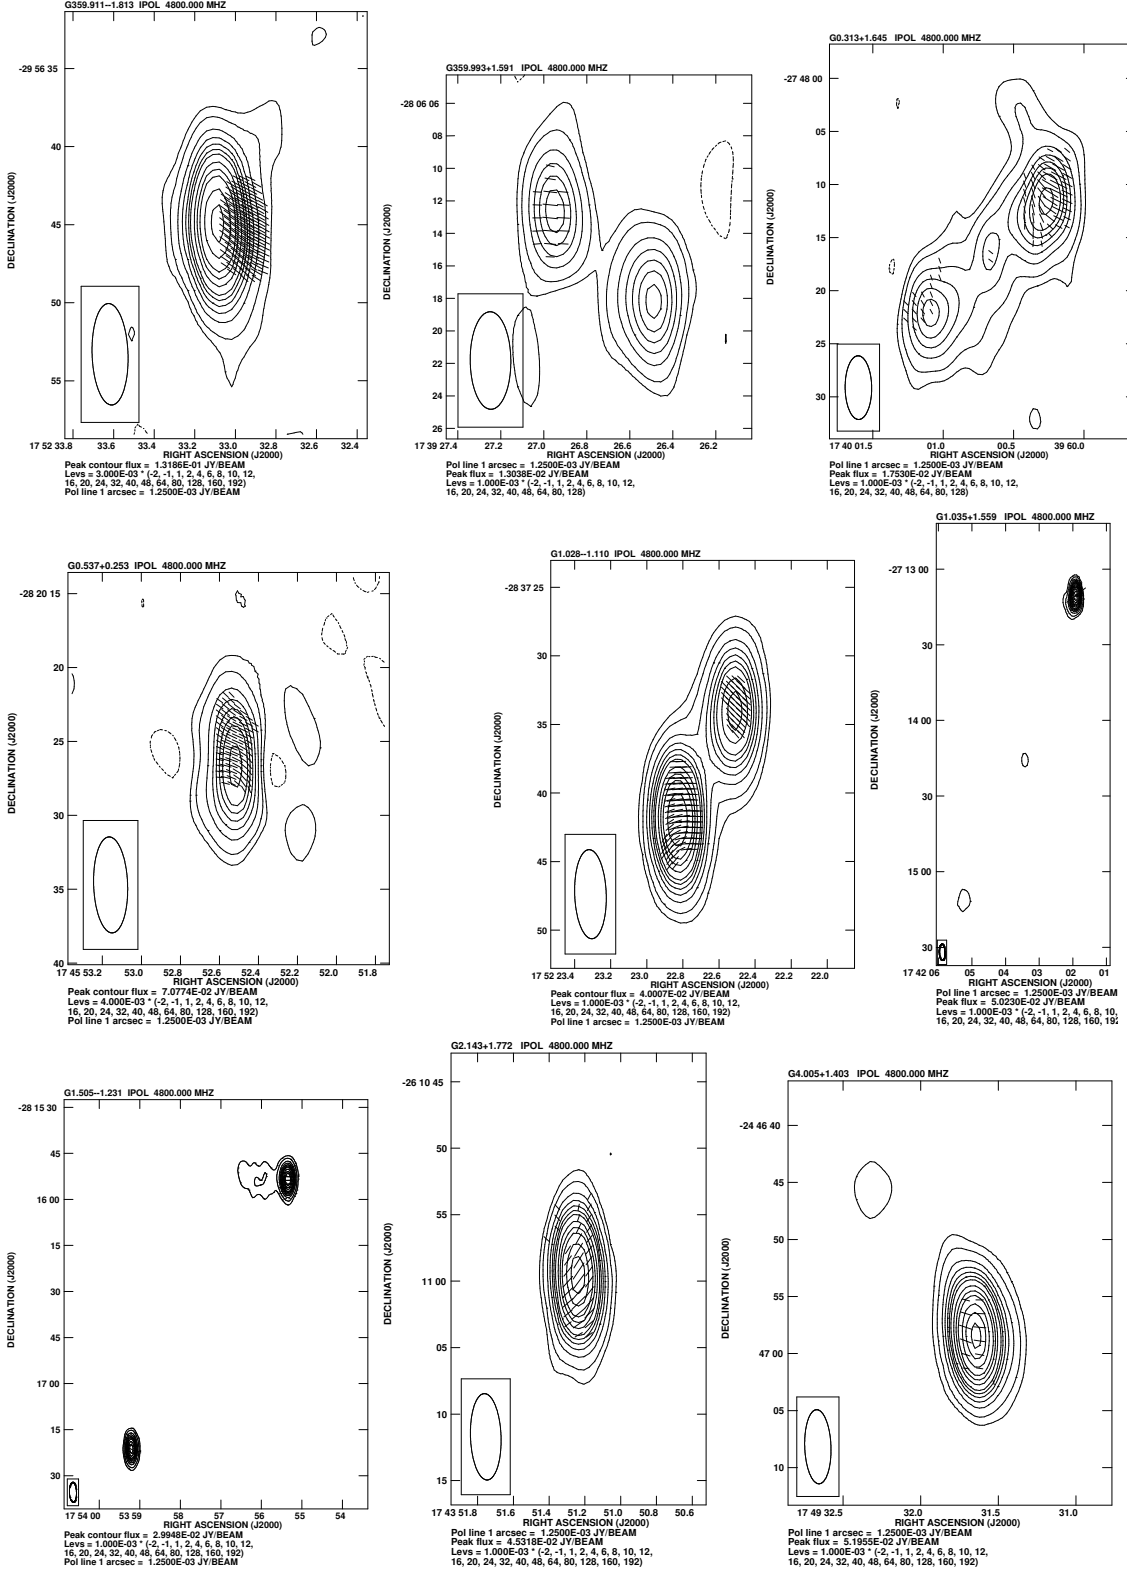 G359.911--1.813 IPOL 4800.000 MHZ
-29 56 35
40
45
50
55
DECLINATION (J2000)
17 52 33.8 33.6 33.4 33.2 33.0 32.8 32.6 32.4
RIGHT ASCENSION (J2000)
Peak contour flux = 1.3186E-01 JY/BEAM
Levs = 3.000E-03 * (-2, -1, 1, 2, 4, 6, 8, 10, 12,
16, 20, 24, 32, 40, 48, 64, 80, 128, 160, 192)
Pol line 1 arcsec = 1.2500E-03 JY/BEAM
G359.993+1.591 IPOL 4800.000 MHZ
-28 06 06
08
10
12
14
16
18
20
22
24
26
DECLINATION (J2000)
17 39 27.4 27.2 27.0 26.8 26.6 26.4 26.2
RIGHT ASCENSION (J2000)
Pol line 1 arcsec = 1.2500E-03 JY/BEAM
Peak flux = 1.3038E-02 JY/BEAM
Levs = 1.000E-03 * (-2, -1, 1, 2, 4, 6, 8, 10, 12,
16, 20, 24, 32, 40, 48, 64, 80, 128)
G0.313+1.645 IPOL 4800.000 MHZ
-27 48 00
05
10
15
20
25
30
DECLINATION (J2000)
17 40 01.5 01.0 00.5 39 60.0
RIGHT ASCENSION (J2000)
Pol line 1 arcsec = 1.2500E-03 JY/BEAM
Peak flux = 1.7530E-02 JY/BEAM
Levs = 1.000E-03 * (-2, -1, 1, 2, 4, 6, 8, 10, 12,
16, 20, 24, 32, 40, 48, 64, 80, 128)
G0.537+0.253 IPOL 4800.000 MHZ
-28 20 15
20
25
30
35
40
DECLINATION (J2000)
17 45 53.2 53.0 52.8 52.6 52.4 52.2 52.0 51.8
RIGHT ASCENSION (J2000)
Peak contour flux = 7.0774E-02 JY/BEAM
Levs = 4.000E-03 * (-2, -1, 1, 2, 4, 6, 8, 10, 12,
16, 20, 24, 32, 40, 48, 64, 80, 128, 160, 192)
Pol line 1 arcsec = 1.2500E-03 JY/BEAM
G1.028--1.110 IPOL 4800.000 MHZ
-28 37 25
30
35
40
45
50
DECLINATION (J2000)
17 52 23.4 23.2 23.0 22.8 22.6 22.4 22.2 22.0
RIGHT ASCENSION (J2000)
Peak contour flux = 4.0007E-02 JY/BEAM
Levs = 1.000E-03 * (-2, -1, 1, 2, 4, 6, 8, 10, 12,
16, 20, 24, 32, 40, 48, 64, 80, 128, 160, 192)
Pol line 1 arcsec = 1.2500E-03 JY/BEAM
G1.035+1.559 IPOL 4800.000 MHZ
-27 13 00
30
14 00
30
15 00
30
DECLINATION (J2000)
17 42 06 05 04 03 02 01
RIGHT ASCENSION (J2000)
Pol line 1 arcsec = 1.2500E-03 JY/BEAM
Peak flux = 5.0230E-02 JY/BEAM
Levs = 1.000E-03 * (-2, -1, 1, 2, 4, 6, 8, 10,
16, 20, 24, 32, 40, 48, 64, 80, 128, 160, 192
G1.505--1.231 IPOL 4800.000 MHZ
-28 15 30
45
16 00
15
30
45
17 00
15
30
DECLINATION (J2000)
17 54 00 53 59 58 57 56 55 54
RIGHT ASCENSION (J2000)
Peak contour flux = 2.9948E-02 JY/BEAM
Levs = 1.000E-03 * (-2, -1, 1, 2, 4, 6, 8, 10, 12,
16, 20, 24, 32, 40, 48, 64, 80, 128, 160, 192)
Pol line 1 arcsec = 1.2500E-03 JY/BEAM
G2.143+1.772 IPOL 4800.000 MHZ
-26 10 45
50
55
11 00
05
10
15
DECLINATION (J2000)
17 43 51.8 51.6 51.4 51.2 51.0 50.8 50.6
RIGHT ASCENSION (J2000)
Pol line 1 arcsec = 1.2500E-03 JY/BEAM
Peak flux = 4.5318E-02 JY/BEAM
Levs = 1.000E-03 * (-2, -1, 1, 2, 4, 6, 8, 10, 12,
16, 20, 24, 32, 40, 48, 64, 80, 128, 160, 192)
G4.005+1.403 IPOL 4800.000 MHZ
-24 46 40
45
50
55
47 00
05
10
DECLINATION (J2000)
17 49 32.5 32.0 31.5 31.0
RIGHT ASCENSION (J2000)
Pol line 1 arcsec = 1.2500E-03 JY/BEAM
Peak flux = 5.1955E-02 JY/BEAM
Levs = 1.000E-03 * (-2, -1, 1, 2, 4, 6, 8, 10, 12,
16, 20, 24, 32, 40, 48, 64, 80, 128, 160, 192)